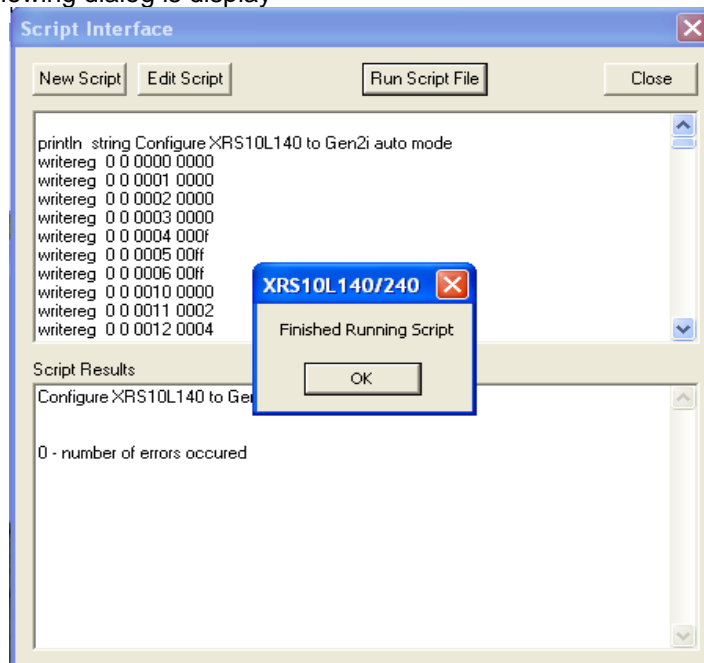 owing dialog is display
Script Interface
New Script Edit Script Run Script File Close
println string Configure XRS10L140 to Gen2i auto mode
writereg 0 0 0000 0000
writereg 0 0 0001 0000
writereg 0 0 0002 0000
writereg 0 0 0003 0000
writereg 0 0 0004 000f
writereg 0 0 0005 00ff
writereg 0 0 0006 00ff
writereg 0 0 0010 0000
writereg 0 0 0011 0002
writereg 0 0 0012 0004
XRS10L140/240
Finished Running Script
OK
Script Results
Configure XRS10L140 to Ge
0 - number of errors occured